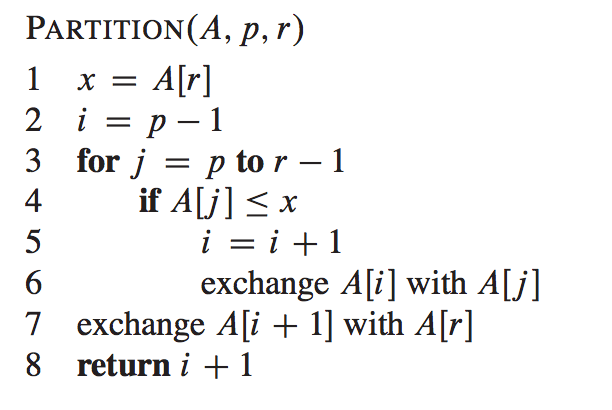 PARTITION(A, p, r)
1 x = A[r]
2 i = p − 1
3 for j = p to r − 1
4 if A[j] ≤ x
5 i = i + 1
6 exchange A[i] with A[j]
7 exchange A[i + 1] with A[r]
8 return i + 1